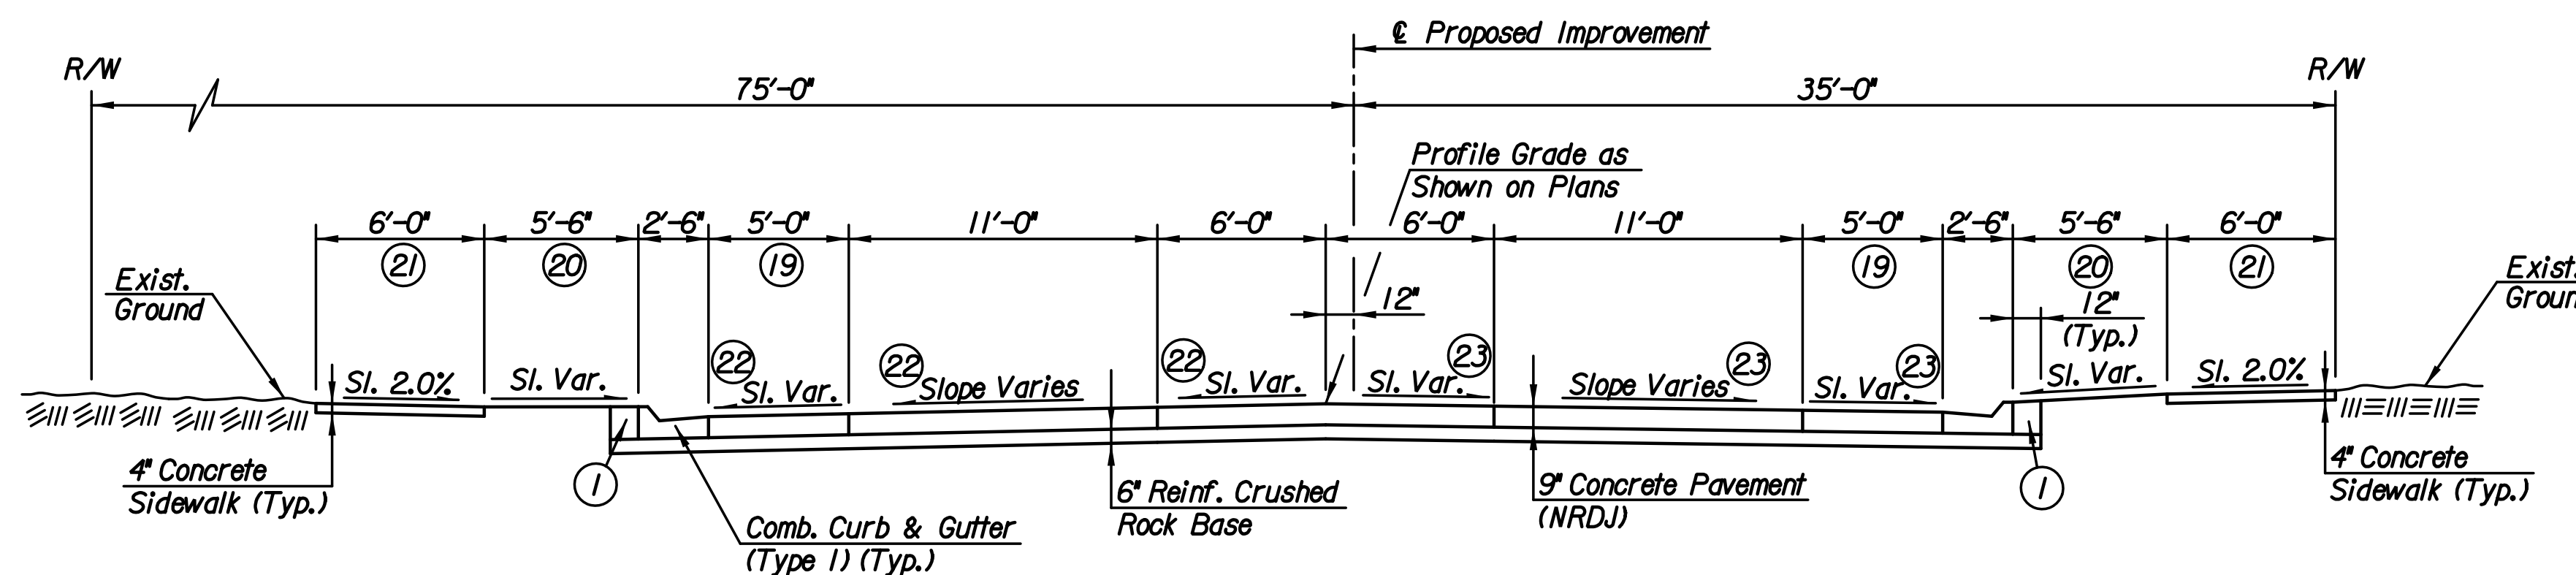 ℄ Proposed Improvement
R/W
R/W
75'-0"
35'-0"
Profile Grade as
Shown on Plans
6'-0"
5'-6"
2'-6"
5'-0"
11'-0"
6'-0"
6'-0"
11'-0"
5'-0"
2'-6"
5'-6"
6'-0"
21
20
19
19
20
21
Exist.
Ground
Exist.
12"
12"
(Typ.)
22
22
22
23
23
23
Sl. 2.0%
Sl. Var.
Sl. Var.
Slope Varies
Sl. Var.
Sl. Var.
Slope Varies
Sl. Var.
Sl. Var.
Sl. 2.0%
4" Concrete
Sidewalk (Typ.)
1
Comb. Curb & Gutter
(Type 1) (Typ.)
6" Reinf. Crushed
Rock Base
9" Concrete Pavement
(NRDJ)
1
4" Concrete
Sidewalk (Typ.)